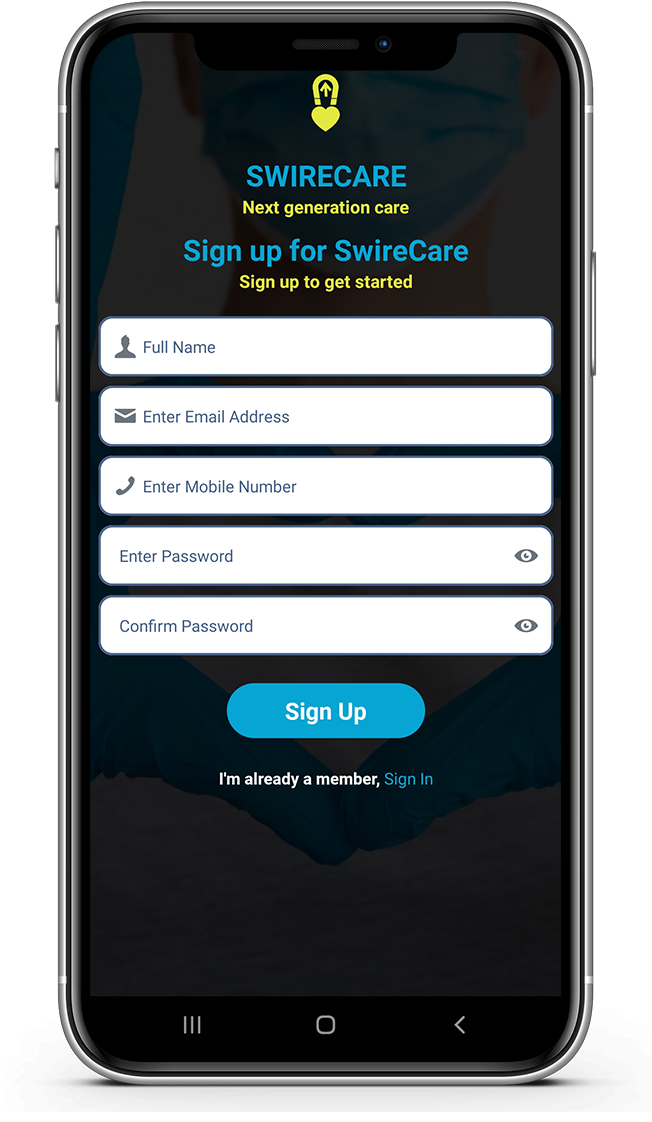 SWIRECARE
Next generation care
Sign up for SwireCare
Sign up to get started
Full Name
Enter Email Address
Enter Mobile Number
Enter Password
Confirm Password
Sign Up
I'm already a member, Sign In